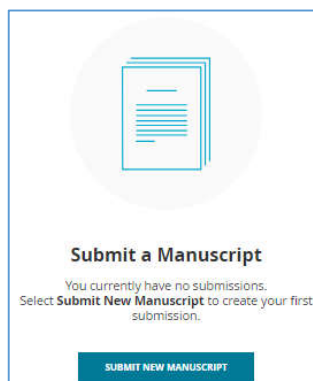 Submit a Manuscript
You currently have no submissions.
Select Submit New Manuscript to create your first
submission.
SUBMIT NEW MANUSCRIPT